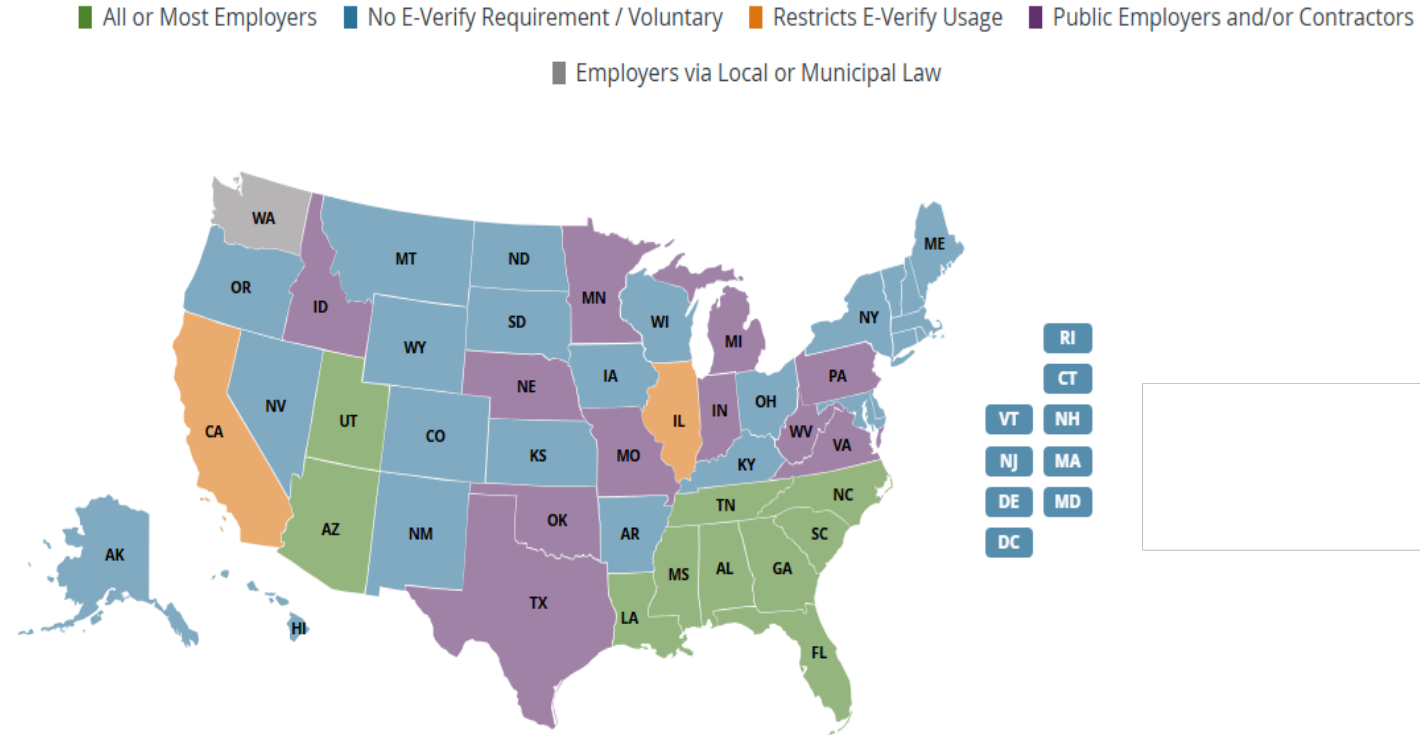 All or Most Employers No E-Verify Requirement / Voluntary Restricts E-Verify Usage Public Employers and/or Contractors
Employers via Local or Municipal Law
WA
ME
MT
ND
OR
MN
ID
NY
SD
WI
RI
MI
WY
PA
CT
IA
NE
OH
NV
IN
UT
IL
VT
NH
CA
CO
WV
VA
KS
MO
KY
NJ
MA
NC
TN
DE
MD
OK
AZ
NM
AR
SC
DC
AK
MS
AL
GA
TX
LA
HI
FL